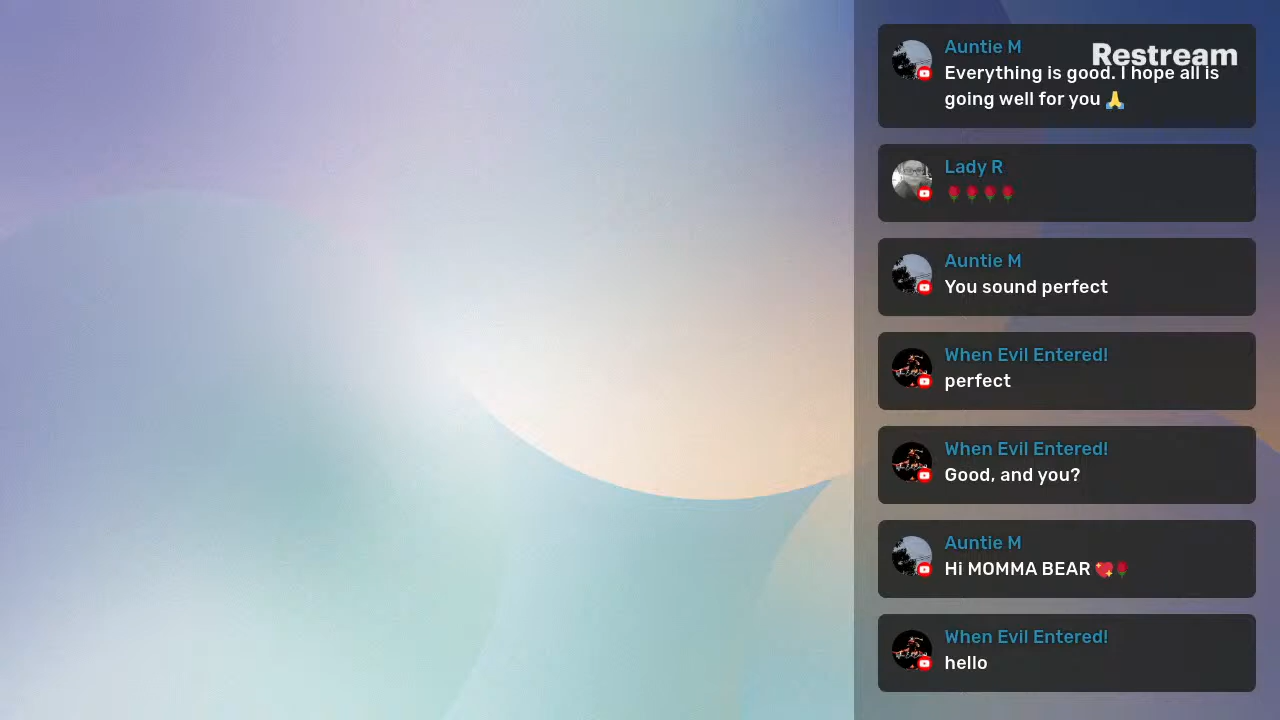 Auntie M
Restream
Everything is good. I hope all is
going well for you 🙏
Lady R
🌹🌹🌹🌹
Auntie M
You sound perfect
When Evil Entered!
perfect
When Evil Entered!
Good, and you?
Auntie M
Hi MOMMA BEAR 💖🌹
When Evil Entered!
hello